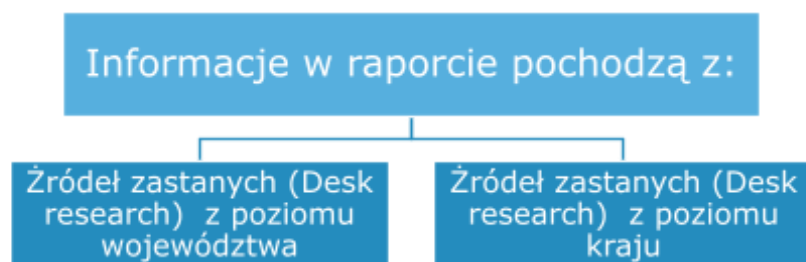 Informacje w raporcie pochodzą z:
Źródeł zastanych (Desk
research)  z poziomu
województwa
Źródeł zastanych (Desk
research)  z poziomu
kraju